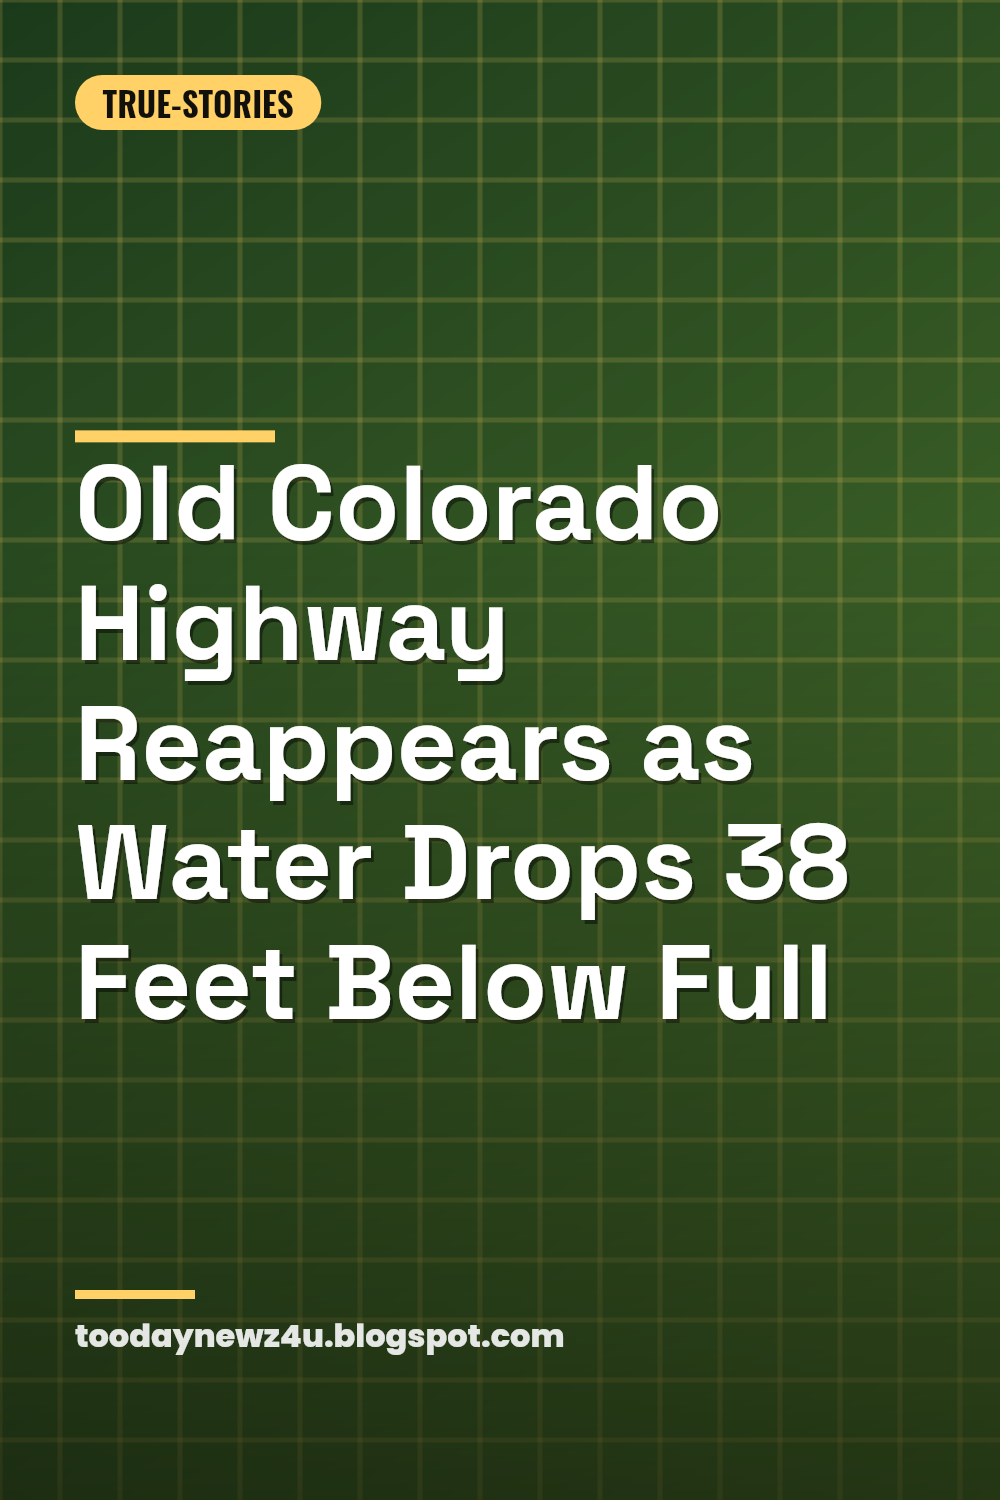 TRUE-STORIES
Old Colorado
Highway
Reappears as
Water Drops 38
Feet Below Full
toodaynewz4u.blogspot.com